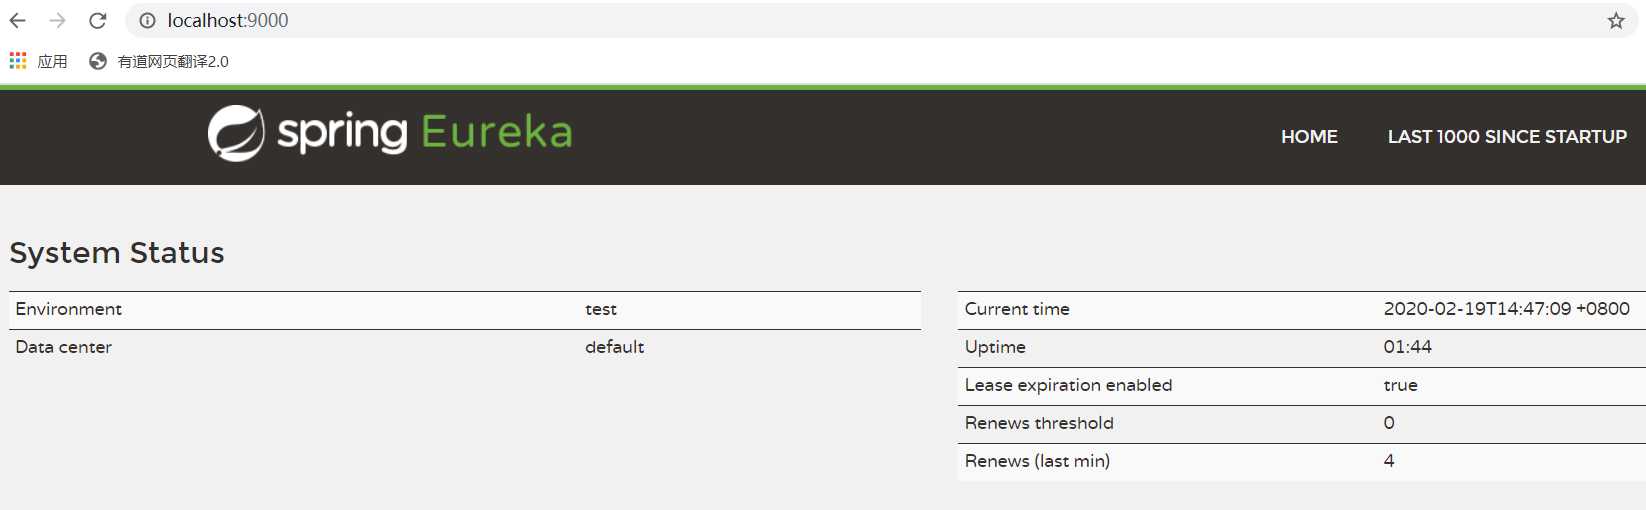 localhost:9000
应用 有道网页翻译2.0
spring Eureka HOME LAST 1000 SINCE STARTUP
System Status
Environment test
Data center default
Current time 2020-02-19T14:47:09 +0800
Uptime 01:44
Lease expiration enabled true
Renews threshold 0
Renews (last min) 4